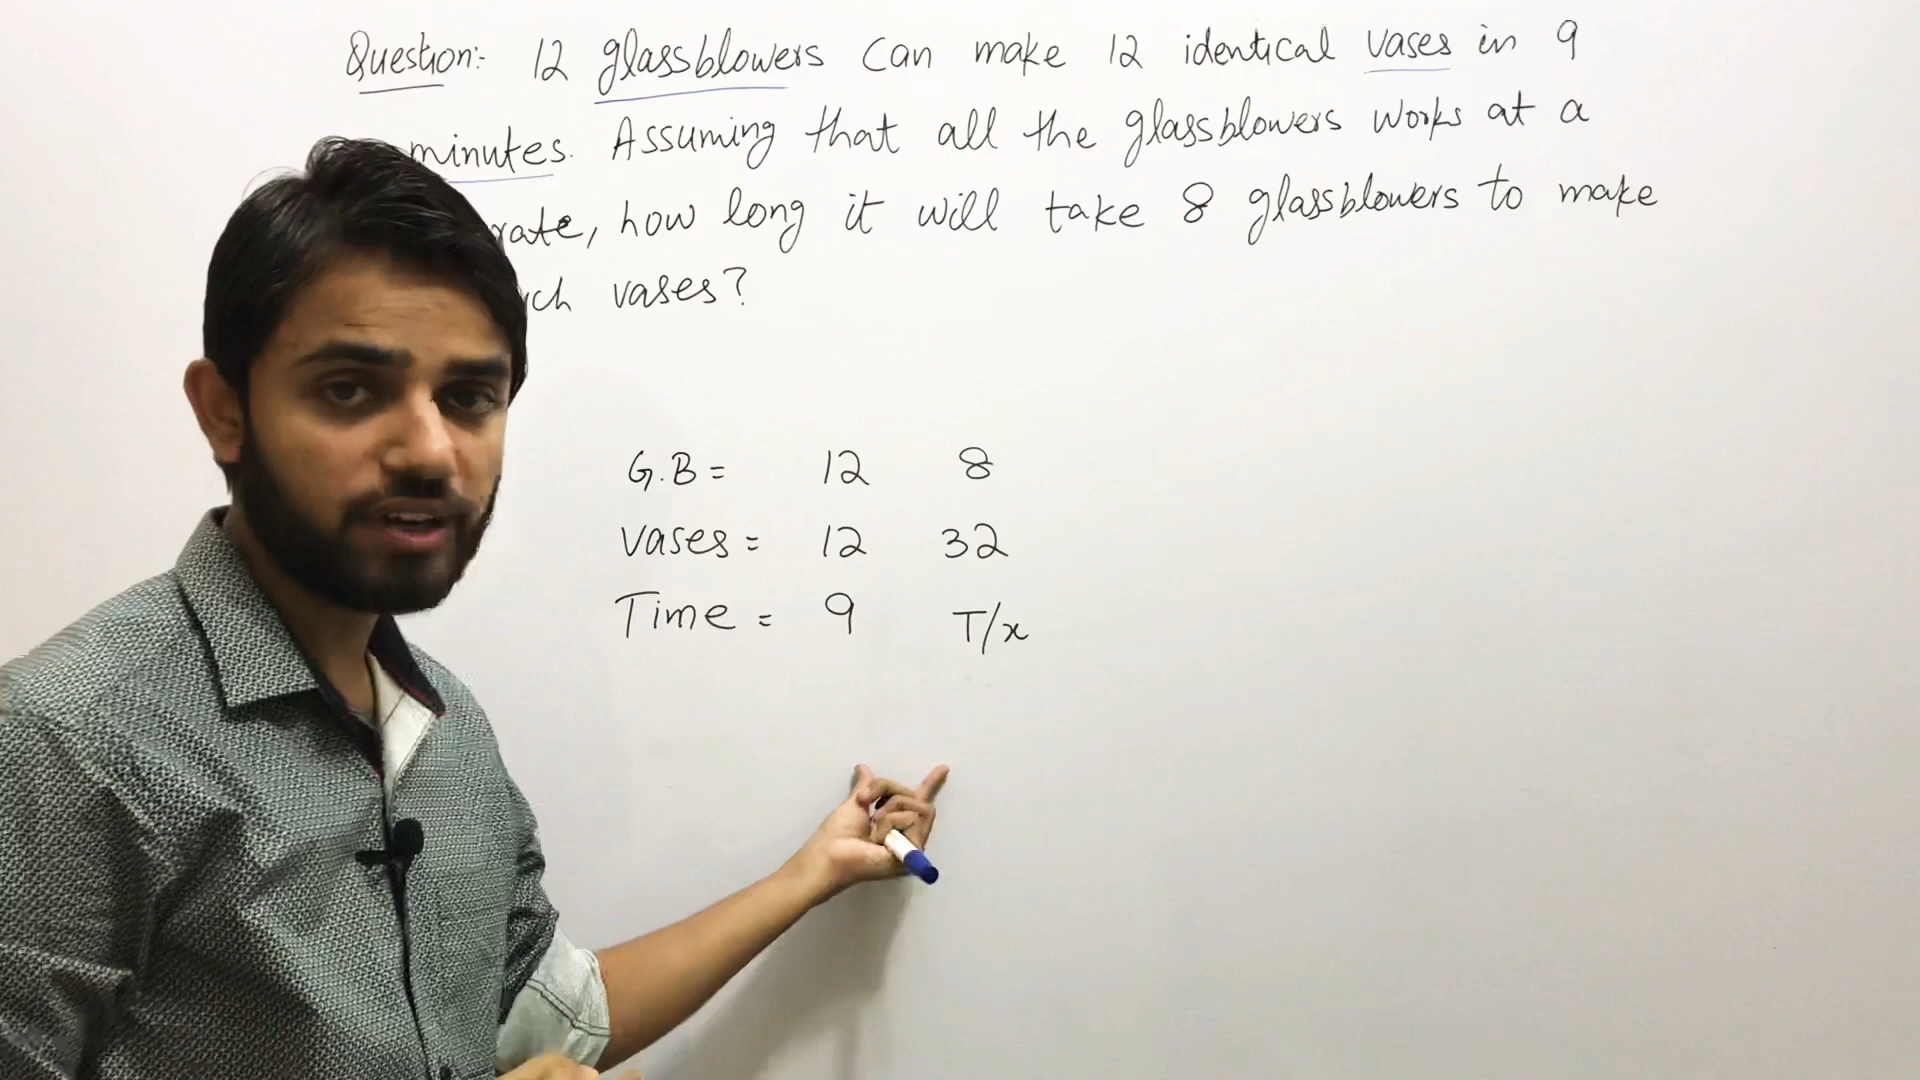 Question:- 12 glassblowers can make 12 identical vases in 9
minutes. Assuming that all the glassblowers works at a
rate, how long it will take 8 glassblowers to make
vases?
G.B = 12 8
vases = 12 32
Time = 9 T/x